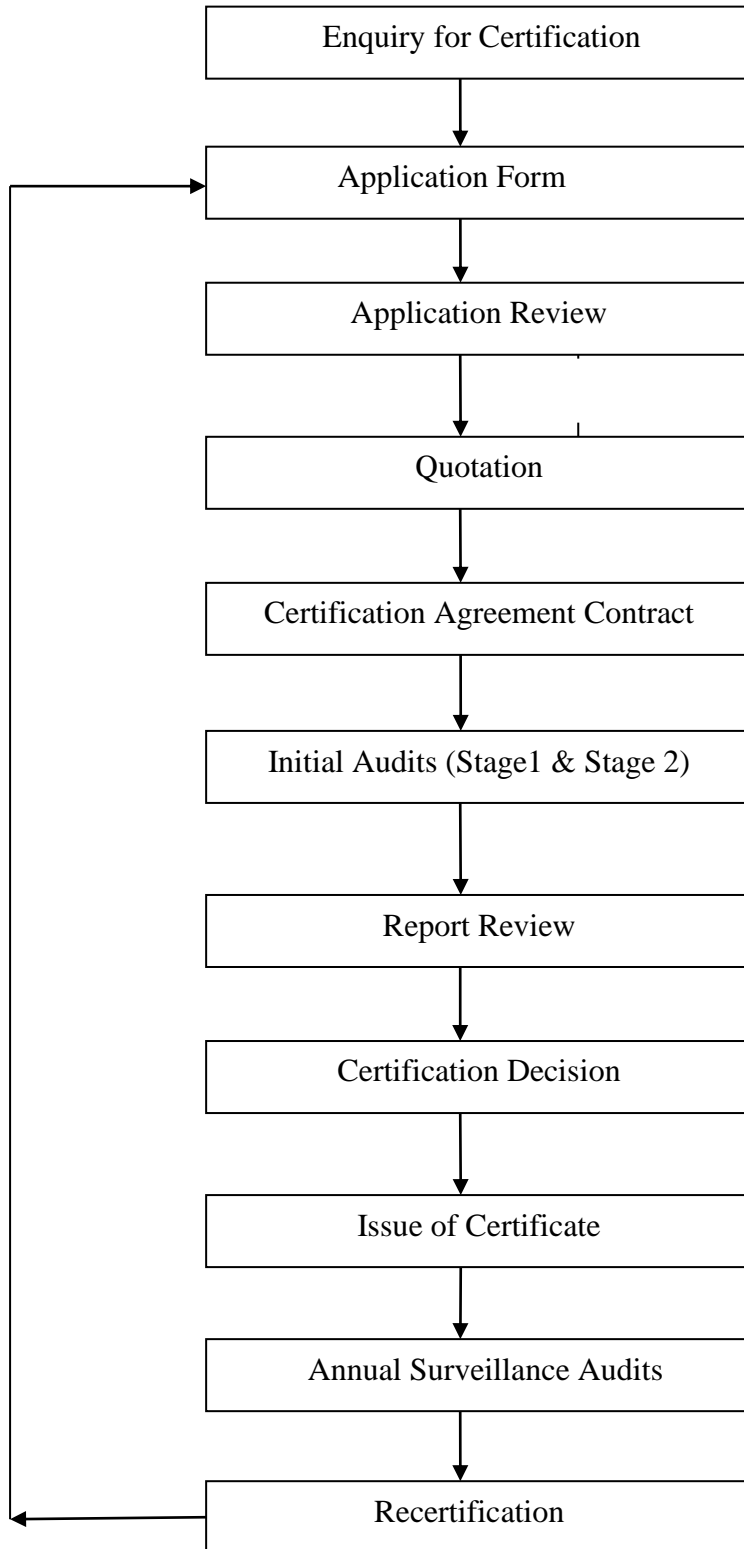 Enquiry for Certification
Application Form
Application Review
Quotation
Certification Agreement Contract
Initial Audits (Stage1 & Stage 2)
Report Review
Certification Decision
Issue of Certificate
Annual Surveillance Audits
Recertification